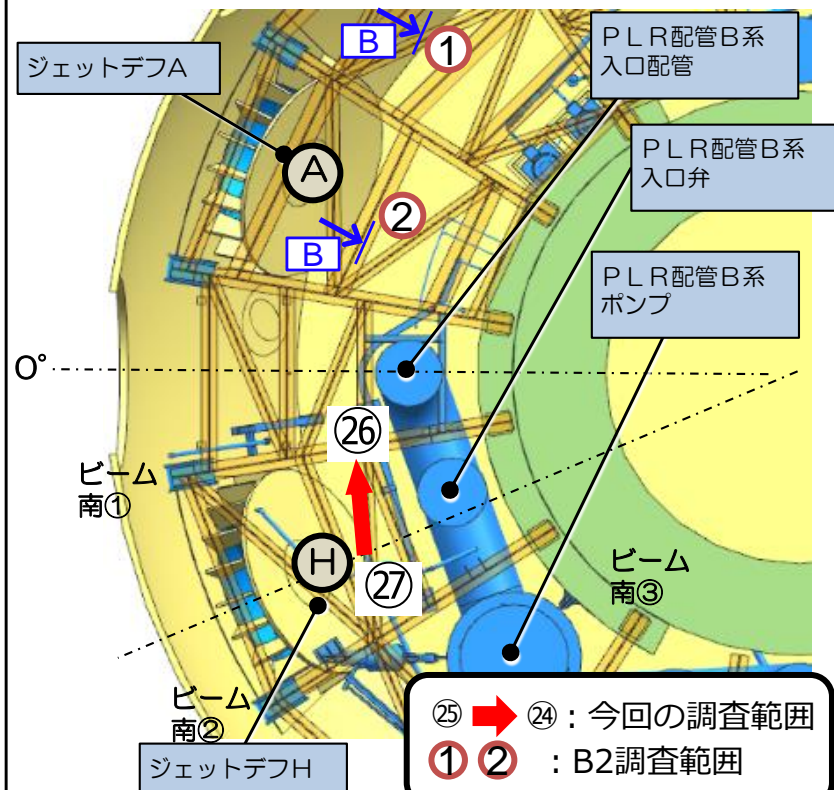 B
①
PLR配管B系
入口配管
ジェットデフA
PLR配管B系
入口弁
A
②
B
PLR配管B系
ポンプ
0°
㉖
ビーム
南①
H
㉗
ビーム
南③
ビーム
南②
ジェットデフH
㉕ ㉔:今回の調査範囲
① ② :B2調査範囲